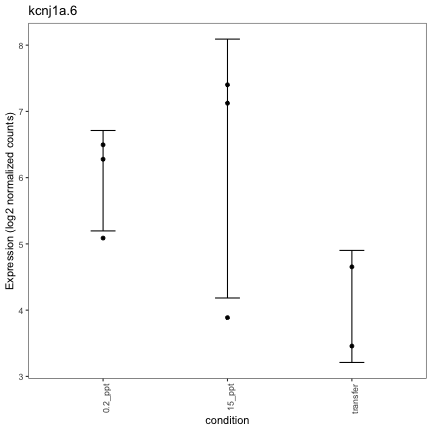 kcnj1a.6
Expression (log2 normalized counts)
8
7
6
5
4
3
0.2_ppt
15_ppt
transfer
condition